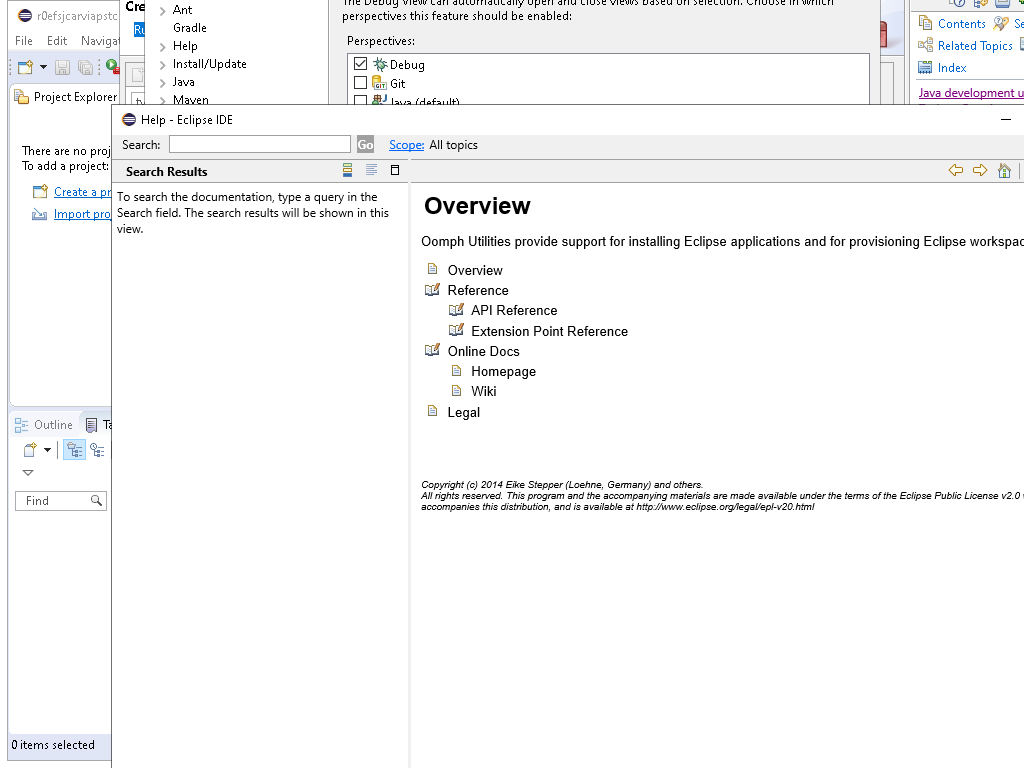 r0efsjcarviapstc
File
Edit
Navigat
Project Explorer
There are no proj
To add a project:
Create a pr
Import proj
Outline
Ta
Find
0 items selected
Cre
Ant
Gradle
Help
Install/Update
Java
Maven
The Debug View can automatically open and close views based on selection. Choose in which
perspectives this feature should be enabled:
Perspectives:
Debug
Git
Java (default)
Contents
Se
Related Topics
Index
Java development u
Help - Eclipse IDE
Search:
Go
Scope:
All topics
Search Results
To search the documentation, type a query in the
Search field. The search results will be shown in this
view.
Overview
Oomph Utilities provide support for installing Eclipse applications and for provisioning Eclipse workspac
Overview
Reference
API Reference
Extension Point Reference
Online Docs
Homepage
Wiki
Legal
Copyright (c) 2014 Eike Stepper (Loehne, Germany) and others.
All rights reserved. This program and the accompanying materials are made available under the terms of the Eclipse Public License v2.0
accompanies this distribution, and is available at http://www.eclipse.org/legal/epl-v20.html